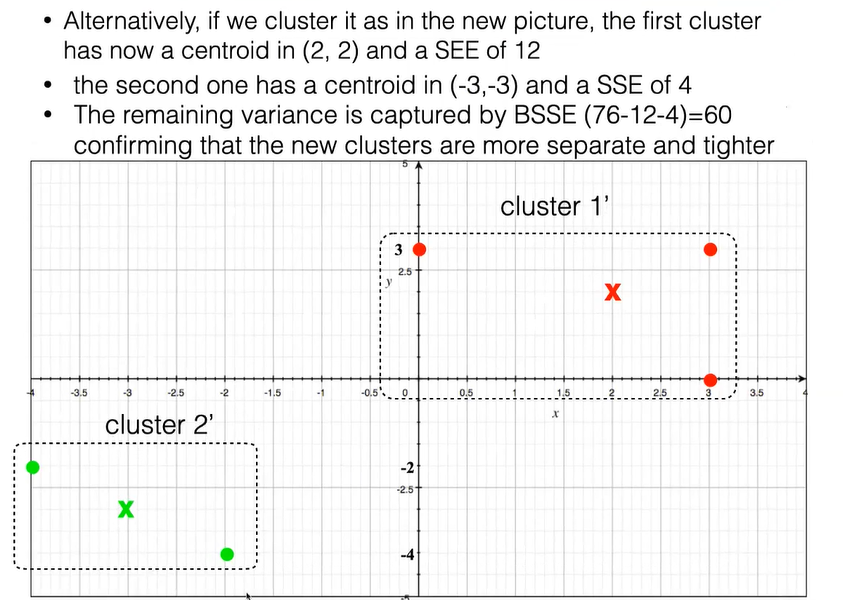 • Alternatively, if we cluster it as in the new picture, the first cluster
has now a centroid in (2, 2) and a SEE of 12
• the second one has a centroid in (-3,-3) and a SSE of 4
• The remaining variance is captured by BSSE (76-12-4)=60
confirming that the new clusters are more separate and tighter
5
cluster 1’
3
2.5
y
X
-4 -3.5 -3 -2.5 -2 -1.5 -1 -0.5 0 0.5 1 1.5 2 2.5 3 3.5 4
x
cluster 2’
-2
-2.5
X
-4
-5